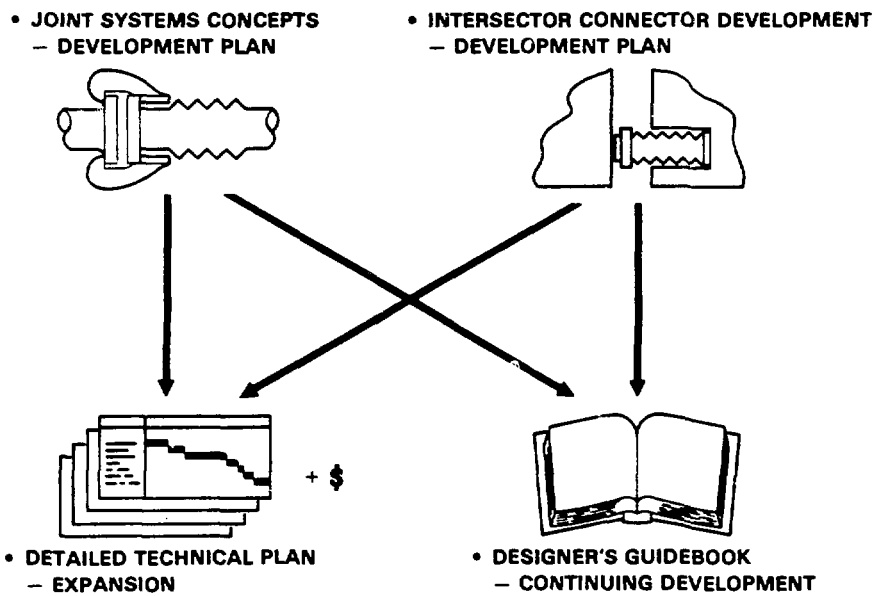 • JOINT SYSTEMS CONCEPTS
– DEVELOPMENT PLAN
• INTERSECTOR CONNECTOR DEVELOPMENT
– DEVELOPMENT PLAN
+ $
• DETAILED TECHNICAL PLAN
– EXPANSION
• DESIGNER'S GUIDEBOOK
– CONTINUING DEVELOPMENT